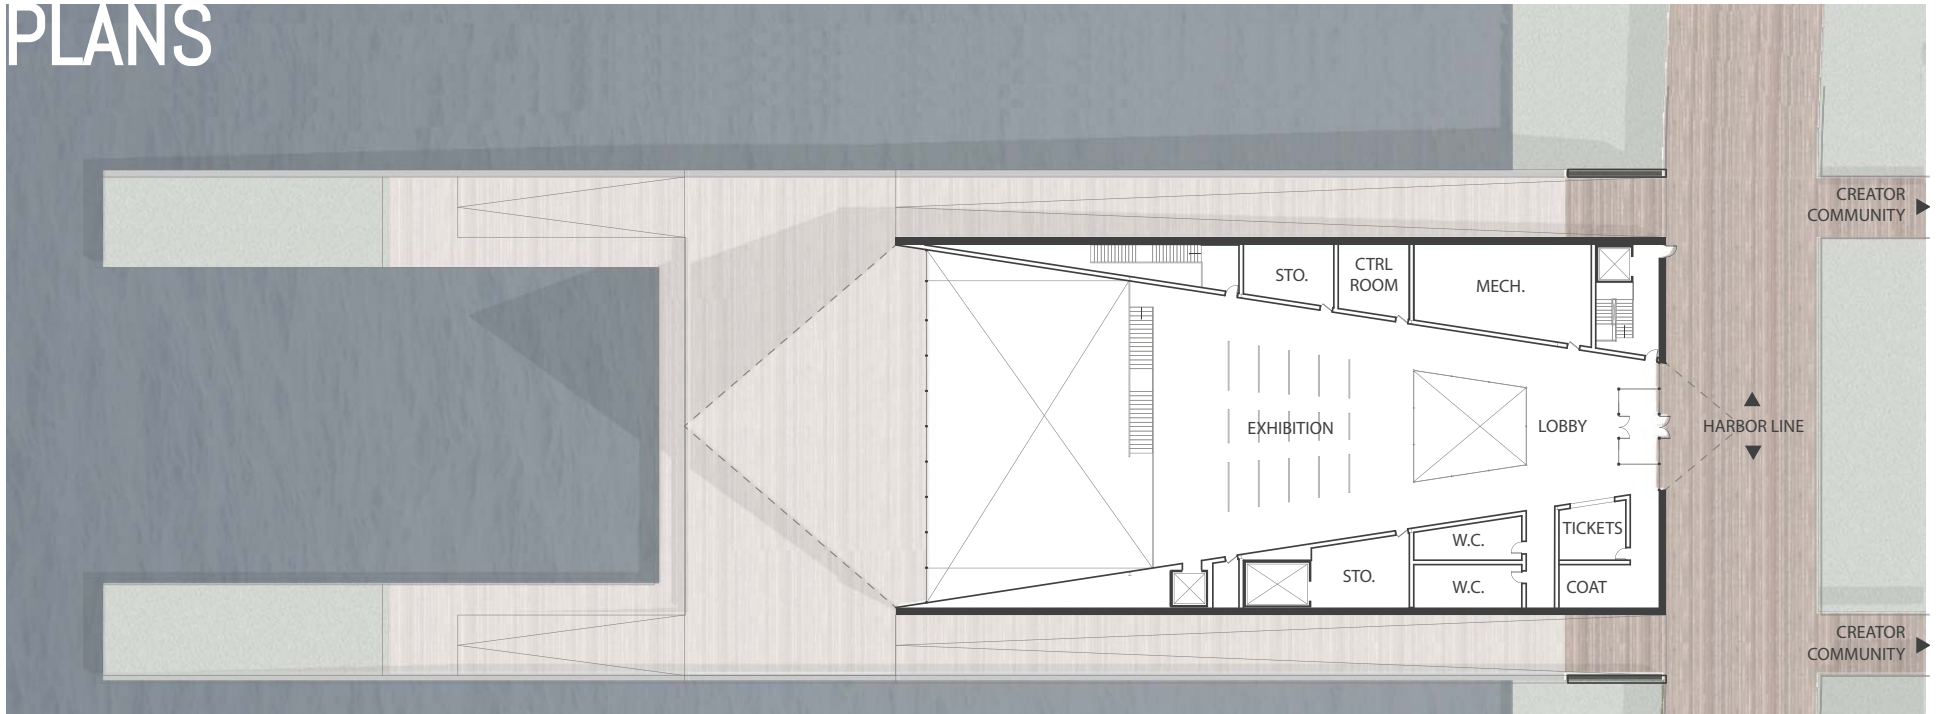 PLANS
CREATOR
COMMUNITY
STO.
CTRL
ROOM
MECH.
EXHIBITION
LOBBY
HARBOR LINE
TICKETS
W.C.
STO.
W.C.
COAT
CREATOR
COMMUNITY